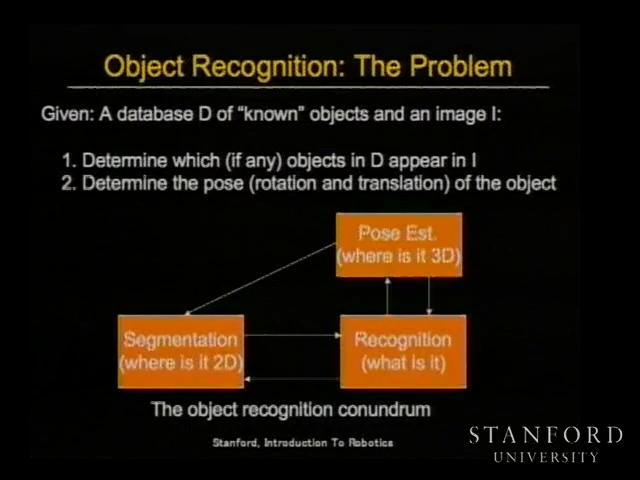 Object Recognition: The Problem
Given: A database D of "known" objects and an image I:
1. Determine which (if any) objects in D appear in I
2. Determine the pose (rotation and translation) of the object
Pose Est.
(where is it 3D)
Segmentation
(where is it 2D)
Recognition
(what is it)
The object recognition conundrum
Stanford, Introduction To Robotics
STANFORD
UNIVERSITY